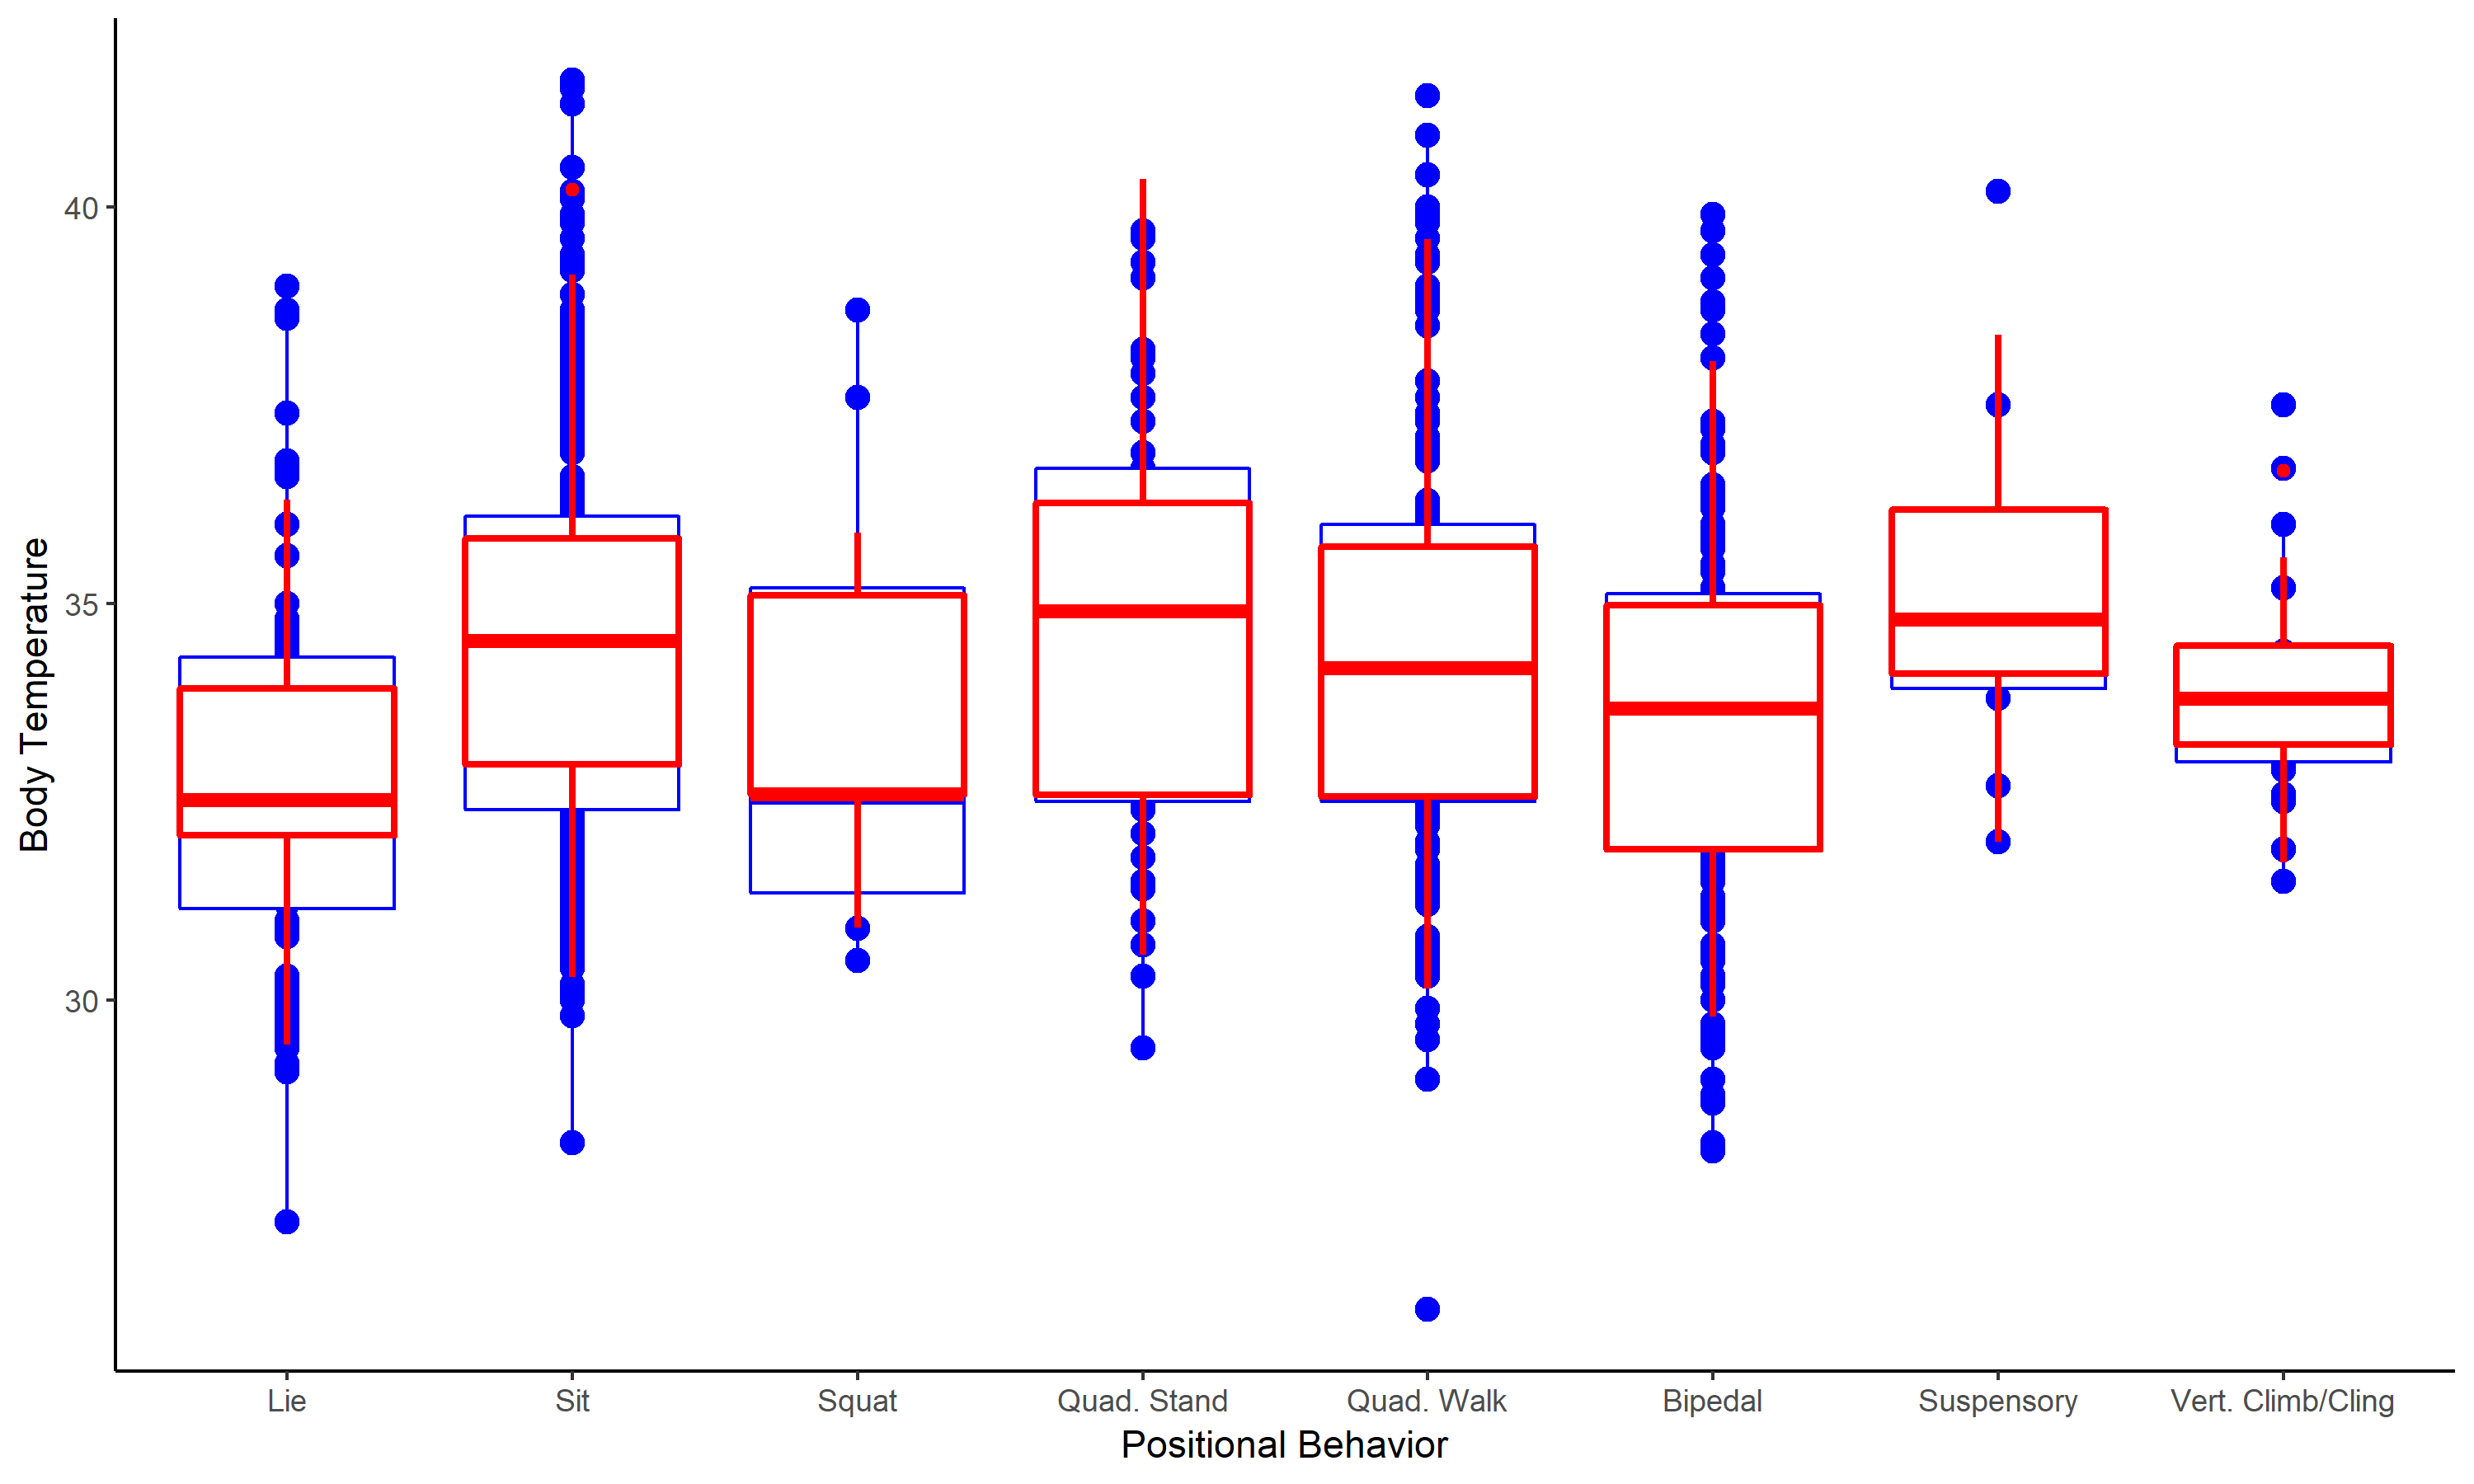 Body Temperature
40
35
30
Lie
Sit
Squat
Quad. Stand
Quad. Walk
Bipedal
Suspensory
Vert. Climb/Cling
Positional Behavior